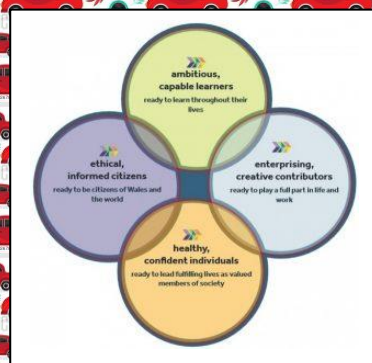 ambitious,
capable learners
ready to learn throughout their
lives
ethical,
informed citizens
ready to be citizens of Wales and
the world
enterprising,
creative contributors
ready to play a full part in life and
work
healthy,
confident individuals
ready to lead fulfilling lives as valued
members of society